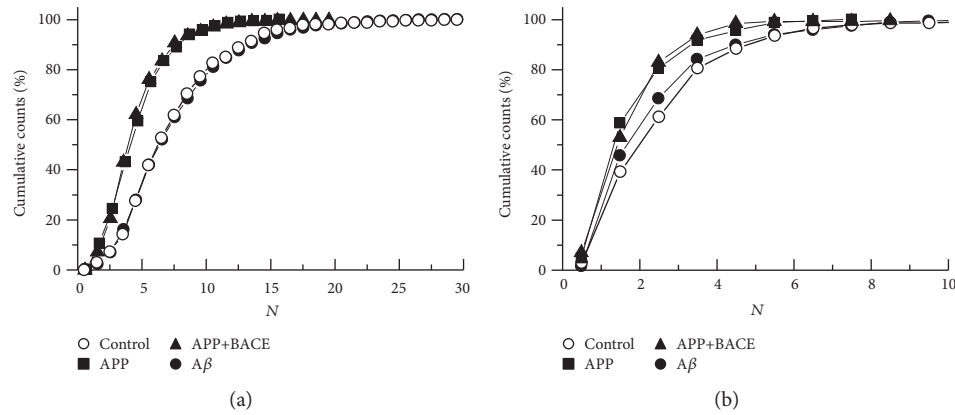 100
80
60
40
20
0
Cumulative counts (%)
0 5 10 15 20 25 30
N
Control
APP+BACE
APP
Aβ
(a)
100
80
60
40
20
0
Cumulative counts (%)
0 2 4 6 8 10
N
Control
APP+BACE
APP
Aβ
(b)